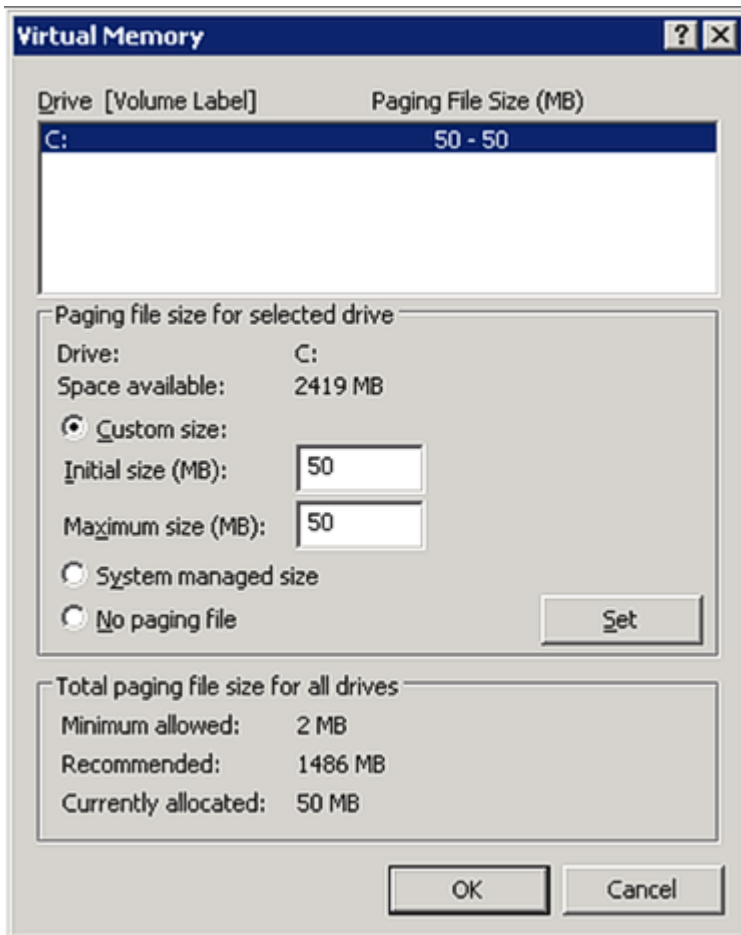 Virtual Memory
Drive [Volume Label] Paging File Size (MB)
C: 50 - 50
Paging file size for selected drive
Drive: C:
Space available: 2419 MB
Custom size:
Initial size (MB): 50
Maximum size (MB): 50
System managed size
No paging file Set
Total paging file size for all drives
Minimum allowed: 2 MB
Recommended: 1486 MB
Currently allocated: 50 MB
OK Cancel